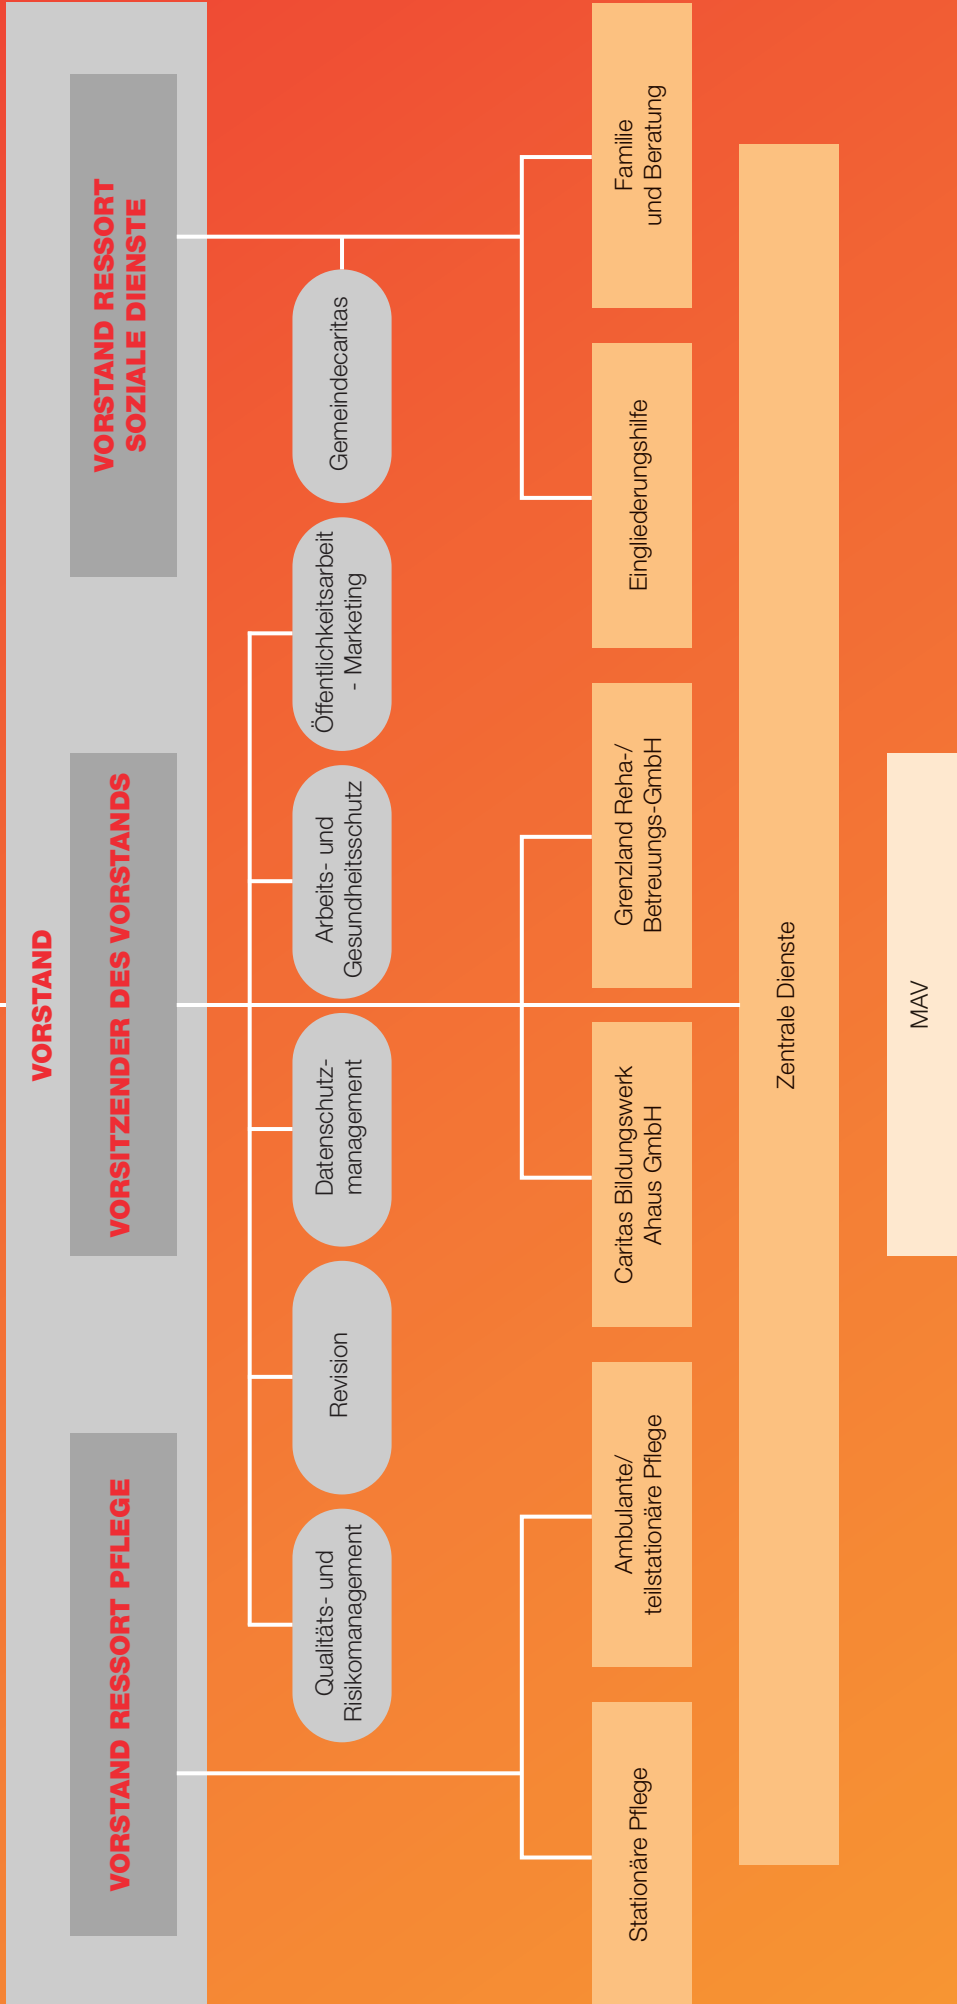 VORSTAND
VORSTAND RESSORT PFLEGE
VORSITZENDER DES VORSTANDS
VORSTAND RESSORT
SOZIALE DIENSTE
Qualitäts- und
Risikomanagement
Revision
Datenschutz-
management
Arbeits- und
Gesundheitsschutz
Öffentlichkeitsarbeit
- Marketing
Gemeindecaritas
Stationäre Pflege
Ambulante/
teilstationäre Pflege
Caritas Bildungswerk
Ahaus GmbH
Grenzland Reha-/
Betreuungs-GmbH
Eingliederungshilfe
Familie
und Beratung
Zentrale Dienste
MAV